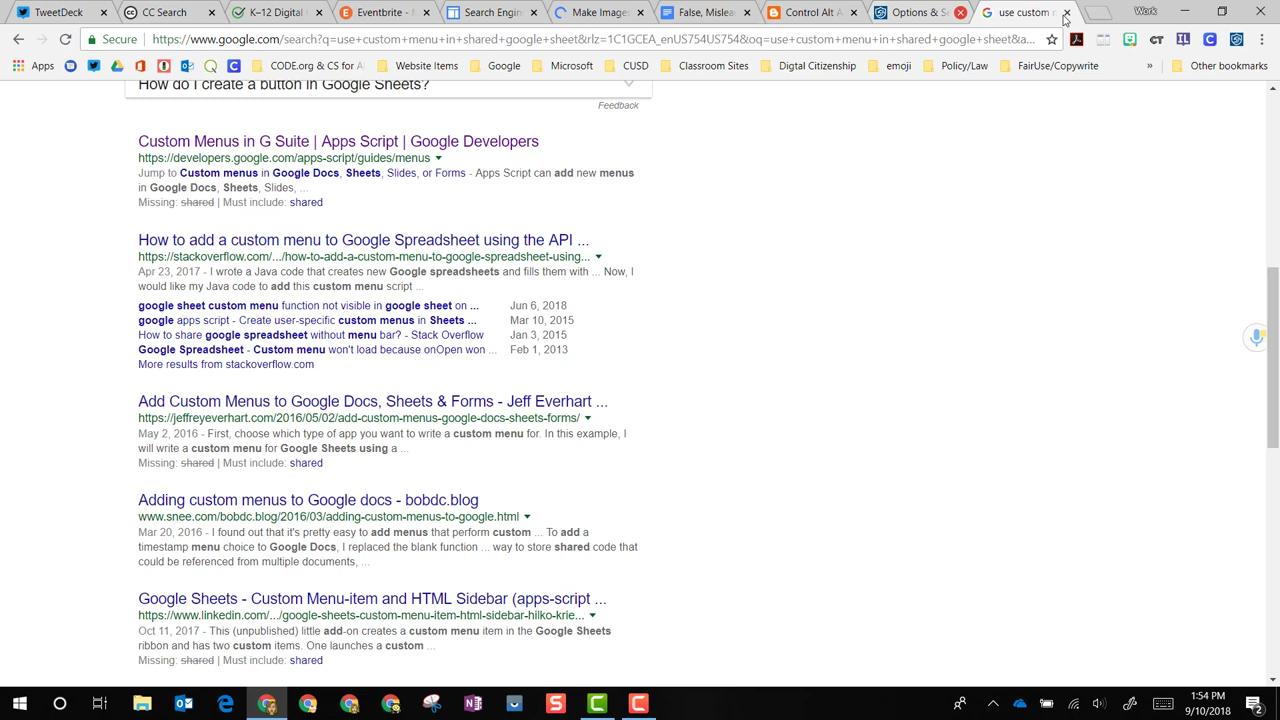 TweetDeck
CC Search
K–12 Digital
Eventbrite -
Search Engin
Make Images
False, Mislea
Control Alt A
Options & S
use custom
Work
Secure
https://www.google.com/search?q=use+custom+menu+in+shared+google+sheet&rlz=1C1GCEA_enUS754US754&oq=use+custom+menu+in+shared+google+sheet&a...
Apps
CODE.org & CS for A
Website Items
Google
Microsoft
CUSD
Classroom Sites
Digital Citizenship
emoji
Policy/Law
FairUse/Copywrite
»
Other bookmarks
How do I create a button in Google Sheets?
Feedback
Custom Menus in G Suite | Apps Script | Google Developers
https://developers.google.com/apps-script/guides/menus
Jump to Custom menus in Google Docs, Sheets, Slides, or Forms - Apps Script can add new menus
in Google Docs, Sheets, Slides, ...
Missing: shared | Must include: shared
How to add a custom menu to Google Spreadsheet using the API ...
https://stackoverflow.com/.../how-to-add-a-custom-menu-to-google-spreadsheet-using...
Apr 23, 2017 - I wrote a Java code that creates new Google spreadsheets and fills them with ... Now, I
would like my Java code to add this custom menu script ...
google sheet custom menu function not visible in google sheet on ... Jun 6, 2018
google apps script - Create user-specific custom menus in Sheets ... Mar 10, 2015
How to share google spreadsheet without menu bar? - Stack Overflow Jan 3, 2015
Google Spreadsheet - Custom menu won't load because onOpen won ... Feb 1, 2013
More results from stackoverflow.com
Add Custom Menus to Google Docs, Sheets & Forms - Jeff Everhart ...
https://jeffreyeverhart.com/2016/05/02/add-custom-menus-google-docs-sheets-forms/
May 2, 2016 - First, choose which type of app you want to write a custom menu for. In this example, I
will write a custom menu for Google Sheets using a ...
Missing: shared | Must include: shared
Adding custom menus to Google docs - bobdc.blog
www.snee.com/bobdc.blog/2016/03/adding-custom-menus-to-google.html
Mar 20, 2016 - I found out that it's pretty easy to add menus that perform custom ... To add a
timestamp menu choice to Google Docs, I replaced the blank function ... way to store shared code that
could be referenced from multiple documents, ...
Google Sheets - Custom Menu-item and HTML Sidebar (apps-script ...
https://www.linkedin.com/.../google-sheets-custom-menu-item-html-sidebar-hilko-krie...
Oct 11, 2017 - This (unpublished) little add-on creates a custom menu item in the Google Sheets
ribbon and has two custom items. One launches a custom ...
Missing: shared | Must include: shared
1:54 PM
9/10/2018
2